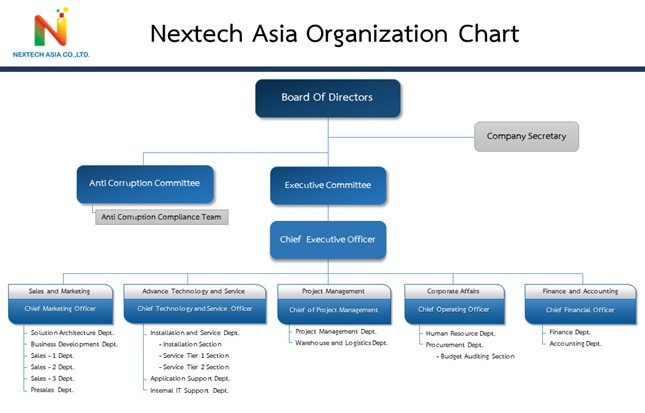 NEXTECH ASIA CO.,LTD.
Nextech Asia Organization Chart
Board Of Directors
Company Secretary
Anti Corruption Committee
Executive Committee
Anti Corruption Compliance Team
Chief Executive Officer
Sales and Marketing
Chief Marketing Officer
Solution Architecture Dept.
Business Development Dept.
Sales - 1 Dept.
Sales - 2 Dept.
Sales - 3 Dept.
Presales Dept.
Advance Technology and Service
Chief Technology and Service Officer
Installation and Service Dept.
- Installation Section
- Service Tier 1 Section
- Service Tier 2 Section
Application Support Dept.
Internal IT Support Dept.
Project Management
Chief of Project Management
Project Management Dept.
Warehouse and Logistics Dept.
Corporate Affairs
Chief Operating Officer
Human Resource Dept.
Procurement Dept.
- Budget Auditing Section
Finance and Accounting
Chief Financial Officer
Finance Dept.
Accounting Dept.